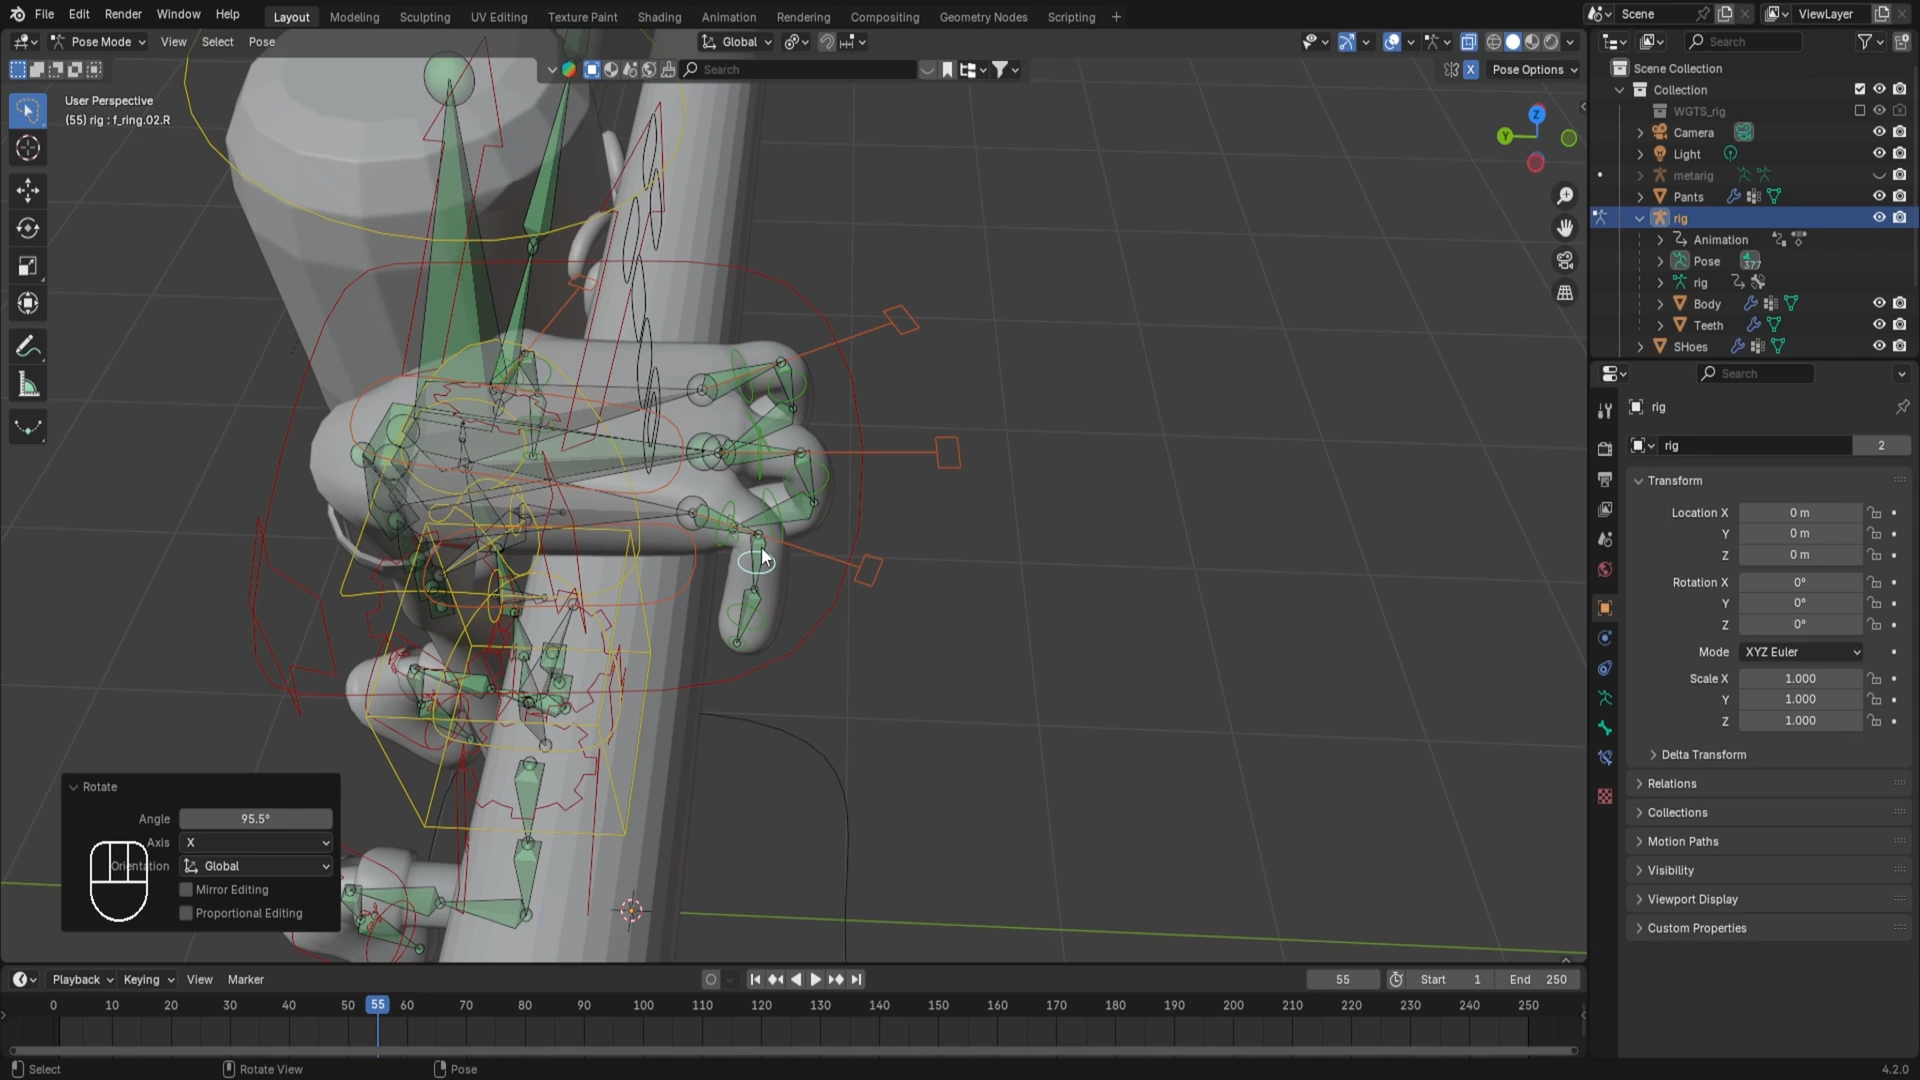 File Edit Render Window Help Layout Modeling Sculpting UV Editing Texture Paint Shading Animation Rendering Compositing Geometry Nodes Scripting + Scene ViewLayer
Pose Mode View Select Pose Global Search
Search X Pose Options
User Perspective
(55) rig : f_ring.02.R
Z
Y
Scene Collection
Collection
WGTS_rig
Camera
Light
metarig
Pants
rig
Animation
Pose 377
rig
Body
Teeth
SHoes
Search
rig
rig 2
Transform
Location X 0 m
Y 0 m
Z 0 m
Rotation X 0°
Y 0°
Z 0°
Mode XYZ Euler
Scale X 1.000
Y 1.000
Z 1.000
Delta Transform
Relations
Collections
Motion Paths
Visibility
Viewport Display
Custom Properties
Rotate
Angle 95.5°
Axis X
Orientation Global
Mirror Editing
Proportional Editing
Playback Keying View Marker 55 Start 1 End 250
0 10 20 30 40 50 55 60 70 80 90 100 110 120 130 140 150 160 170 180 190 200 210 220 230 240 250
Select Rotate View Pose 4.2.0